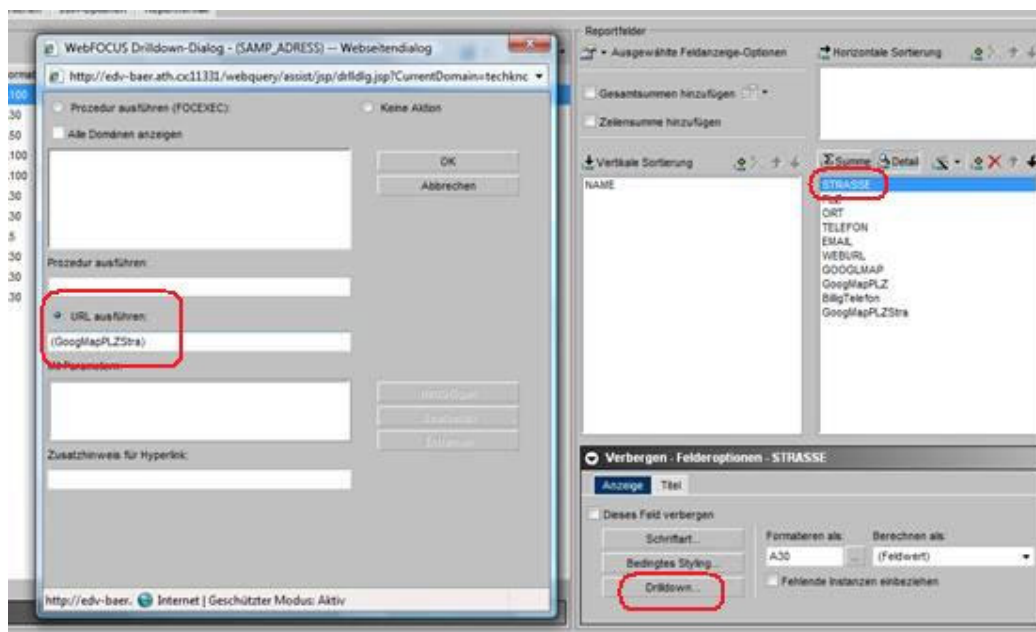 WebFOCUS Drilldown-Dialog - (SAMP_ADRESS) -- Webseitendialog
http://edv-baer.ath.cx:11331/webquery/assist/jsp/drlldlg.jsp?CurrentDomain=techknc
Prozedur ausführen (FOCEXEC):
Keine Aktion
Alle Domänen anzeigen
OK
Abbrechen
Prozedur ausführen:
URL ausführen:
(GoogMapPLZStra)
Mit Parametern:
Hinzufügen
Bearbeiten
Entfernen
Zusatzhinweis für Hyperlink:
http://edv-baer.
Internet | Geschützter Modus: Aktiv
100
30
50
100
100
30
30
5
30
30
30
Reportfelder
Ausgewählte Feldanzeige-Optionen
Horizontale Sortierung
Gesamtsummen hinzufügen
Zeilensumme hinzufügen
Vertikale Sortierung
Summe
Detail
NAME
STRASSE
PLZ
ORT
TELEFON
EMAIL
WEBURL
GOOGLMAP
GoogMapPLZ
BilligTelefon
GoogMapPLZStra
Verbergen - Felderoptionen - STRASSE
Anzeige
Titel
Dieses Feld verbergen
Schriftart...
Formatieren als:
Berechnen als:
Bedingtes Styling...
A30
...
(Feldwert)
Drilldown...
Fehlende Instanzen einbeziehen